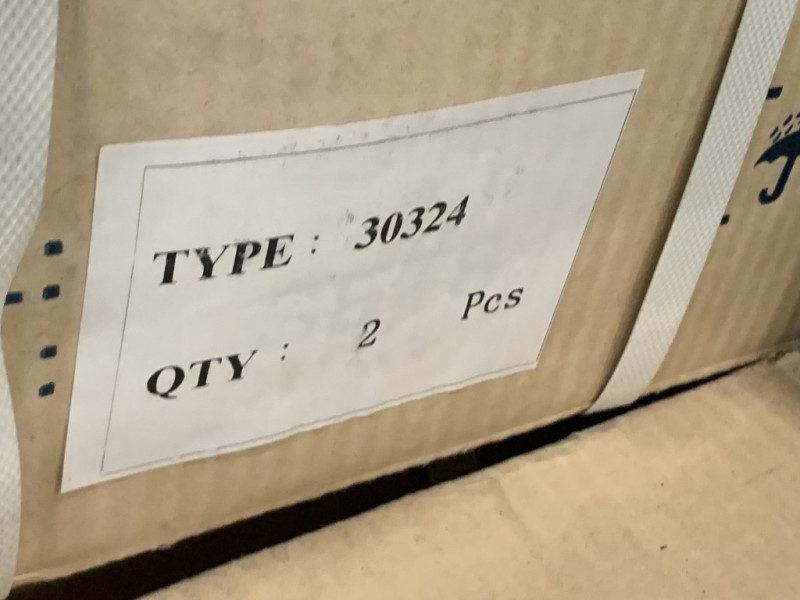 TYPE : 30324
QTY : 2 Pcs